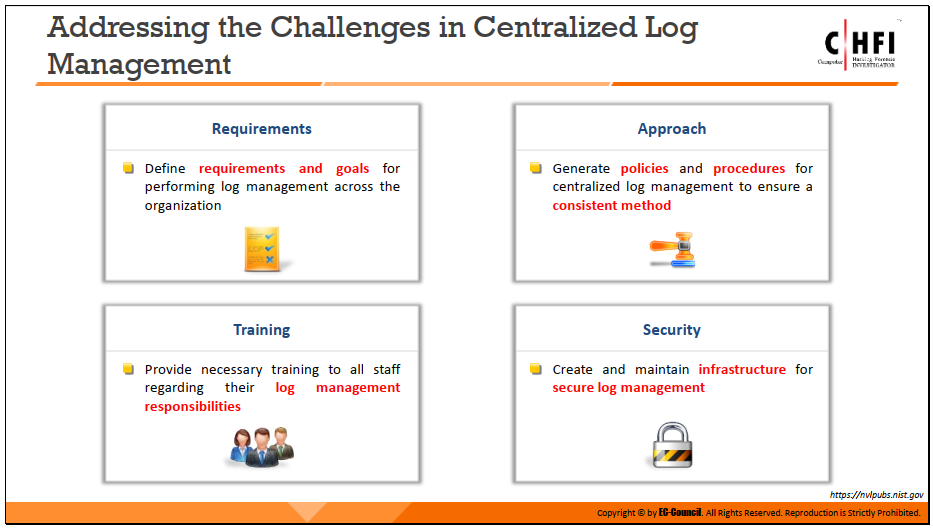 Addressing the Challenges in Centralized Log
Management
C HFI
Computer Hacking Forensic
INVESTIGATOR
Requirements
Define requirements and goals for
performing log management across the
organization
Approach
Generate policies and procedures for
centralized log management to ensure a
consistent method
Training
Provide necessary training to all staff
regarding their log management
responsibilities
Security
Create and maintain infrastructure for
secure log management
https://nvlpubs.nist.gov
Copyright © by EC-Council. All Rights Reserved. Reproduction is Strictly Prohibited.